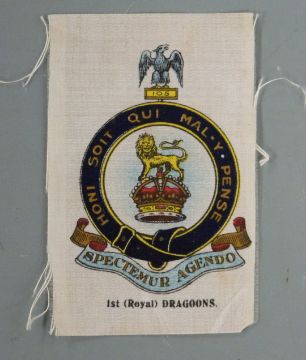 105
HONI SOIT QUI MAL·Y·PENSE
SPECTEMUR AGENDO
1st (Royal) DRAGOONS.